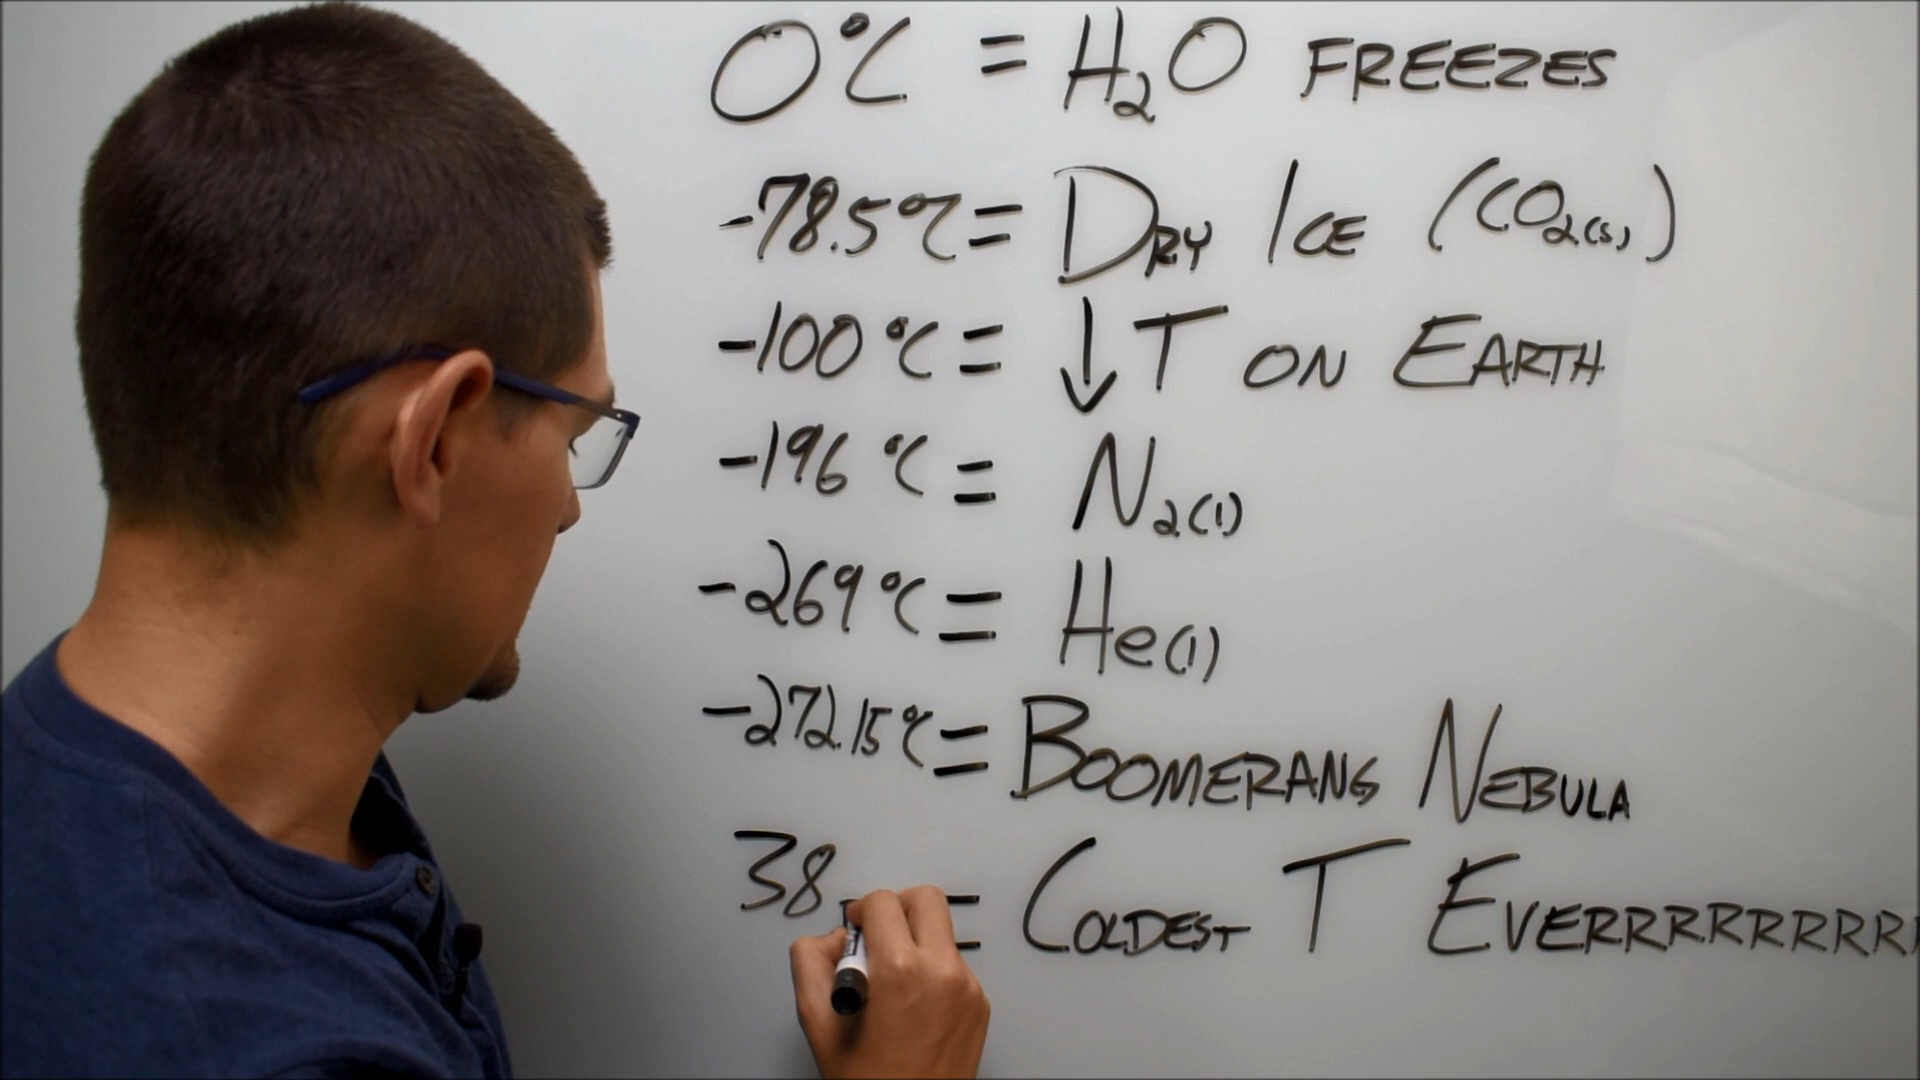 0°C = H₂O FREEZES
-78.5°C = DRY ICE (CO₂(s))
-100°C = ↓T ON EARTH
-196°C = N₂(l)
-269°C = He(l)
-272.15°C = BOOMERANG NEBULA
38 = COLDEST T EVERRRRRRRRR